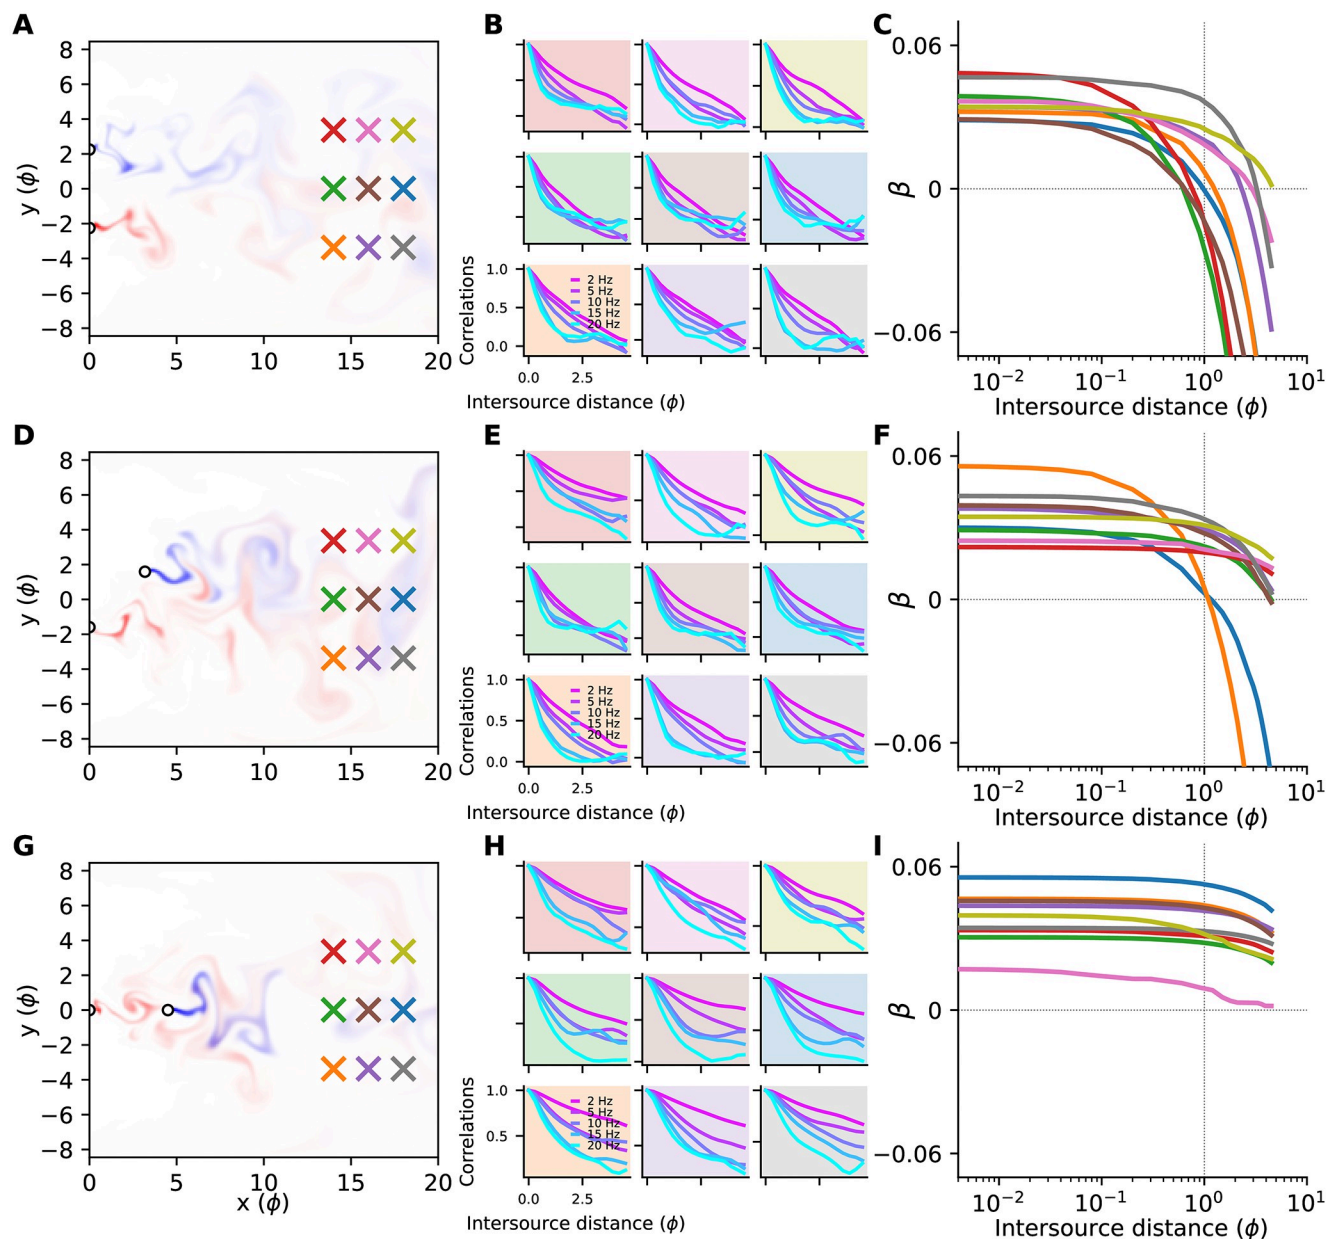 A
y (ϕ)
8
6
4
2
0
−2
−4
−6
−8
0 5 10 15 20
B
Correlations
1.0
0.5
0.0
2 Hz
5 Hz
10 Hz
15 Hz
20 Hz
0.0 2.5
Intersource distance (ϕ)
C
β
0.06
0
−0.06
10⁻² 10⁻¹ 10⁰ 10¹
Intersource distance (ϕ)
D
y (ϕ)
8
6
4
2
0
−2
−4
−6
−8
0 5 10 15 20
E
Correlations
1.0
0.5
0.0
2 Hz
5 Hz
10 Hz
15 Hz
20 Hz
0.0 2.5
Intersource distance (ϕ)
F
β
0.06
0
−0.06
10⁻² 10⁻¹ 10⁰ 10¹
Intersource distance (ϕ)
G
y (ϕ)
8
6
4
2
0
−2
−4
−6
−8
0 5 10 15 20
x (ϕ)
H
Correlations
1.0
0.5
2 Hz
5 Hz
10 Hz
15 Hz
20 Hz
0.0 2.5
Intersource distance (ϕ)
I
β
0.06
0
−0.06
10⁻² 10⁻¹ 10⁰ 10¹
Intersource distance (ϕ)